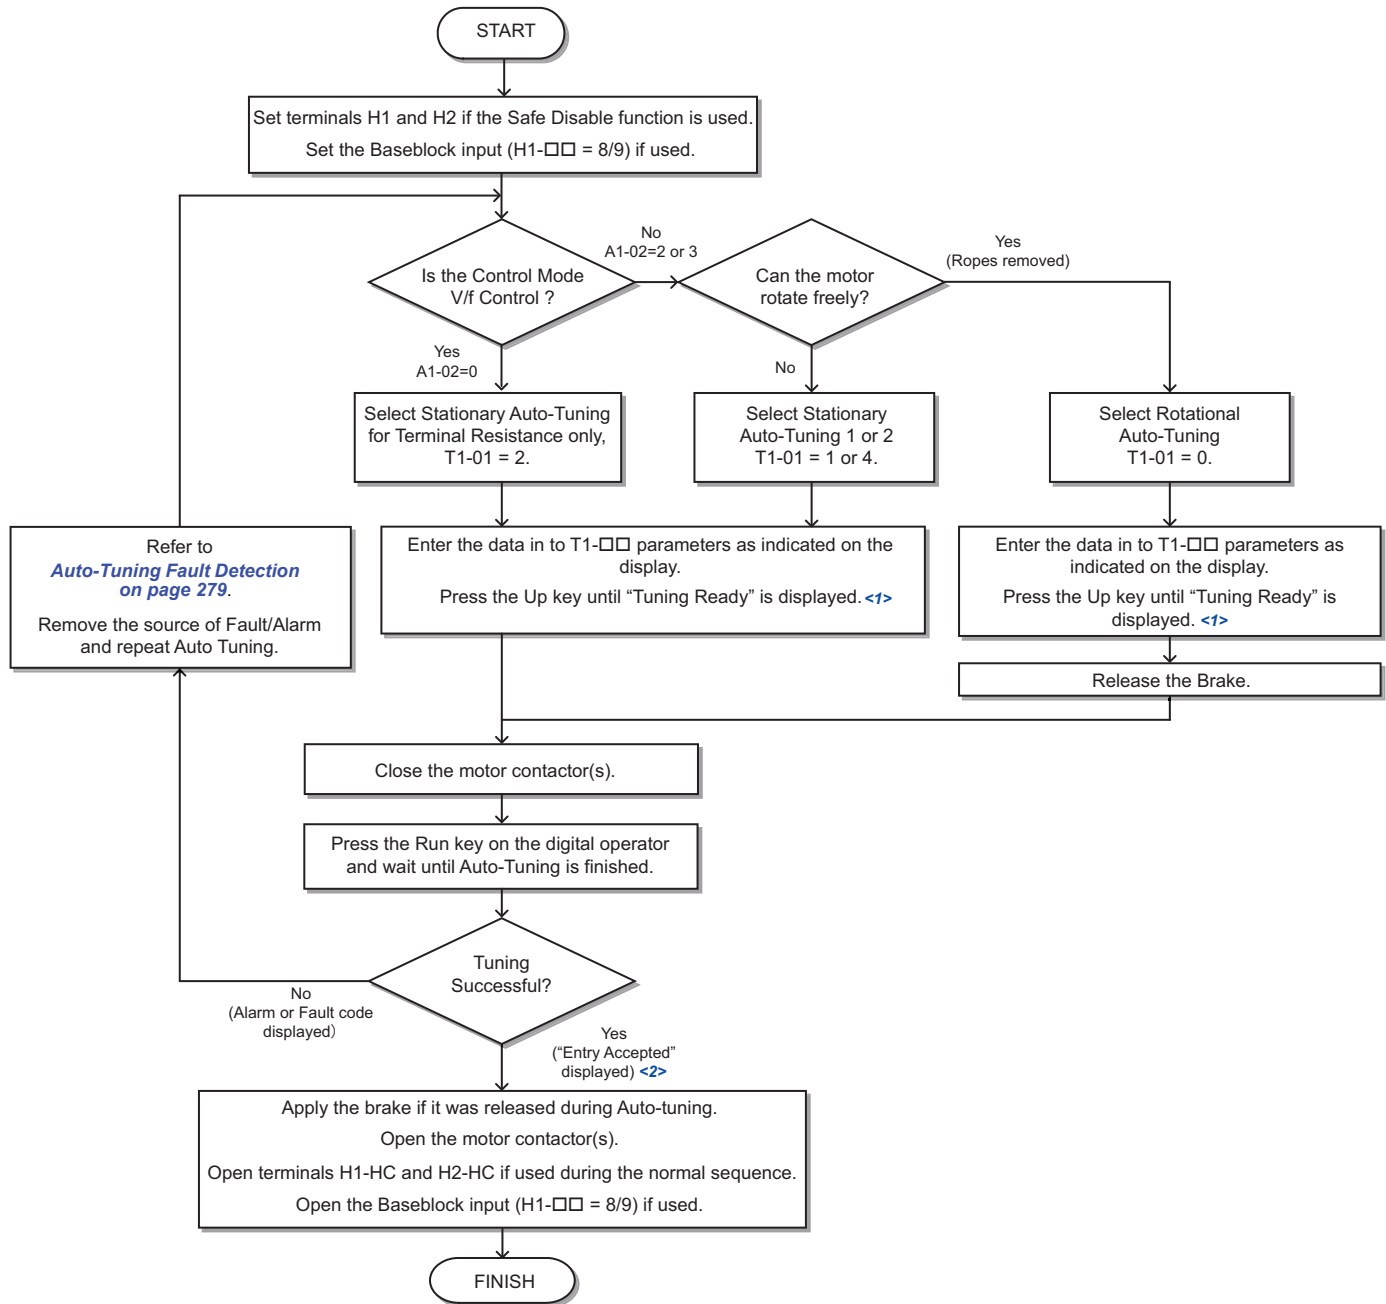 START
Set terminals H1 and H2 if the Safe Disable function is used.
Set the Baseblock input (H1-□□ = 8/9) if used.
Is the Control Mode
V/f Control ?
No
A1-02=2 or 3
Can the motor
rotate freely?
Yes
(Ropes removed)
Yes
A1-02=0
No
Select Stationary Auto-Tuning
for Terminal Resistance only,
T1-01 = 2.
Select Stationary
Auto-Tuning 1 or 2
T1-01 = 1 or 4.
Select Rotational
Auto-Tuning
T1-01 = 0.
Refer to
Auto-Tuning Fault Detection
on page 279.
Remove the source of Fault/Alarm
and repeat Auto Tuning.
Enter the data in to T1-□□ parameters as indicated on the
display.
Press the Up key until “Tuning Ready” is displayed. <1>
Enter the data in to T1-□□ parameters as
indicated on the display.
Press the Up key until “Tuning Ready” is
displayed. <1>
Release the Brake.
Close the motor contactor(s).
Press the Run key on the digital operator
and wait until Auto-Tuning is finished.
Tuning
Successful?
No
(Alarm or Fault code
displayed)
Yes
(“Entry Accepted”
displayed) <2>
Apply the brake if it was released during Auto-tuning.
Open the motor contactor(s).
Open terminals H1-HC and H2-HC if used during the normal sequence.
Open the Baseblock input (H1-□□ = 8/9) if used.
FINISH